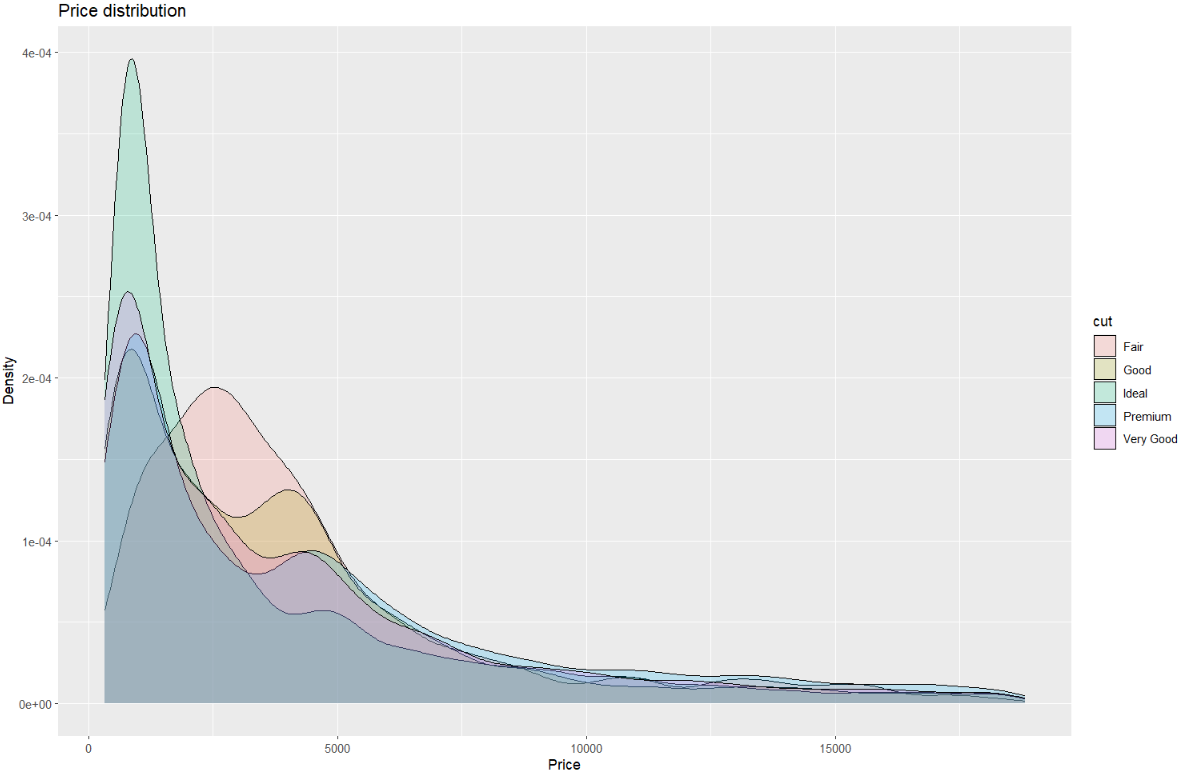 Price distribution
4e-04
3e-04
2e-04
1e-04
0e+00
Density
0
5000
10000
15000
Price
cut
Fair
Good
Ideal
Premium
Very Good